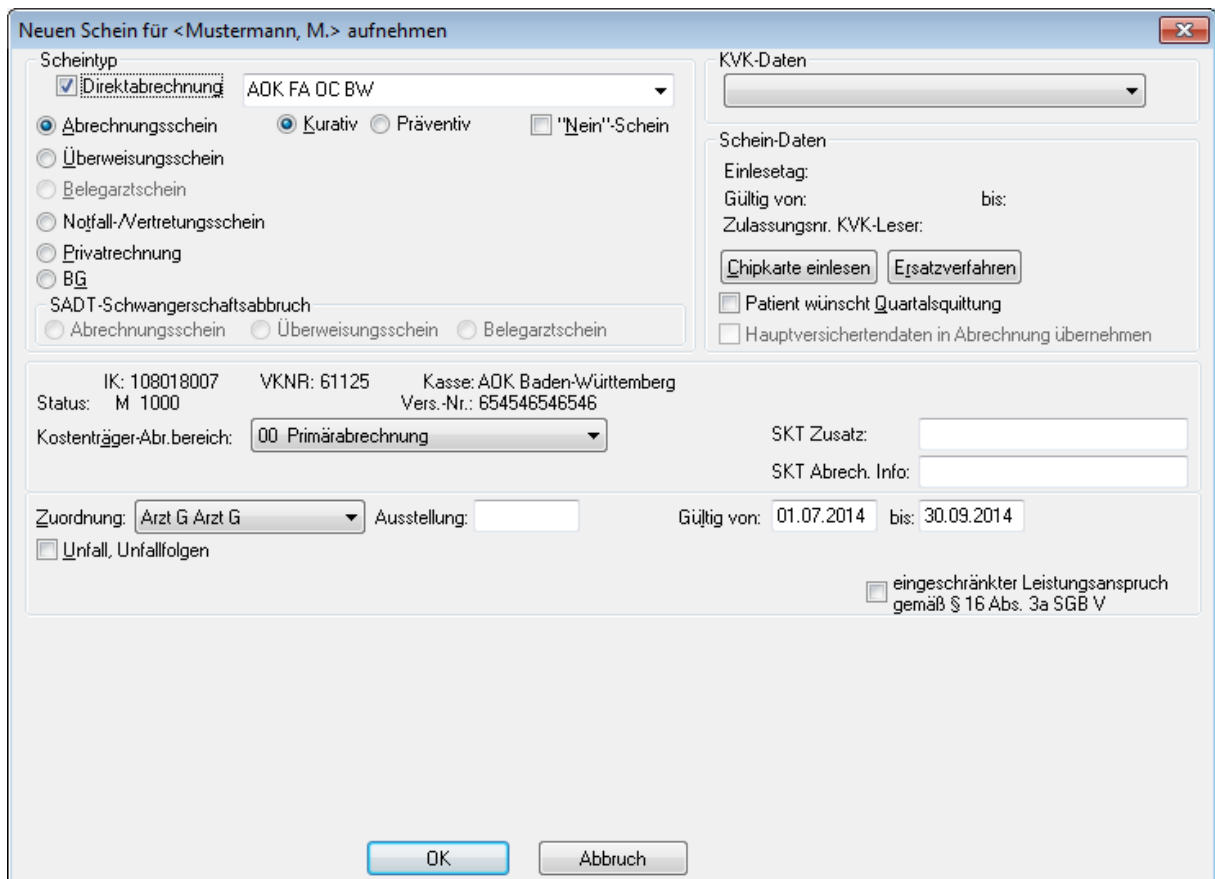 Neuen Schein für <Mustermann, M.> aufnehmen
Scheintyp
Direktabrechnung AOK FA OC BW
Abrechnungsschein Kurativ Präventiv "Nein"-Schein
Überweisungsschein
Belegarztschein
Notfall-/Vertretungsschein
Privatrechnung
BG
SADT-Schwangerschaftsabbruch
Abrechnungsschein Überweisungsschein Belegarztschein
KVK-Daten
Schein-Daten
Einlesetag:
Gültig von: bis:
Zulassungsnr. KVK-Leser:
Chipkarte einlesen Ersatzverfahren
Patient wünscht Quartalsquittung
Hauptversichertendaten in Abrechnung übernehmen
IK: 108018007 VKNR: 61125 Kasse: AOK Baden-Württemberg
Status: M 1000 Vers.-Nr.: 654546546546
Kostenträger-Abr.bereich: 00 Primärabrechnung SKT Zusatz:
SKT Abrech. Info:
Zuordnung: Arzt G Arzt G Ausstellung: Gültig von: 01.07.2014 bis: 30.09.2014
Unfall, Unfallfolgen
eingeschränkter Leistungsanspruch
gemäß § 16 Abs. 3a SGB V
OK Abbruch